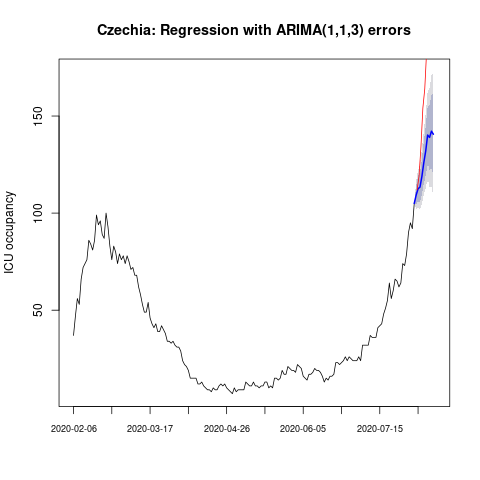 Czechia: Regression with ARIMA(1,1,3) errors
ICU occupancy
150
100
50
2020-02-06 2020-03-17 2020-04-26 2020-06-05 2020-07-15